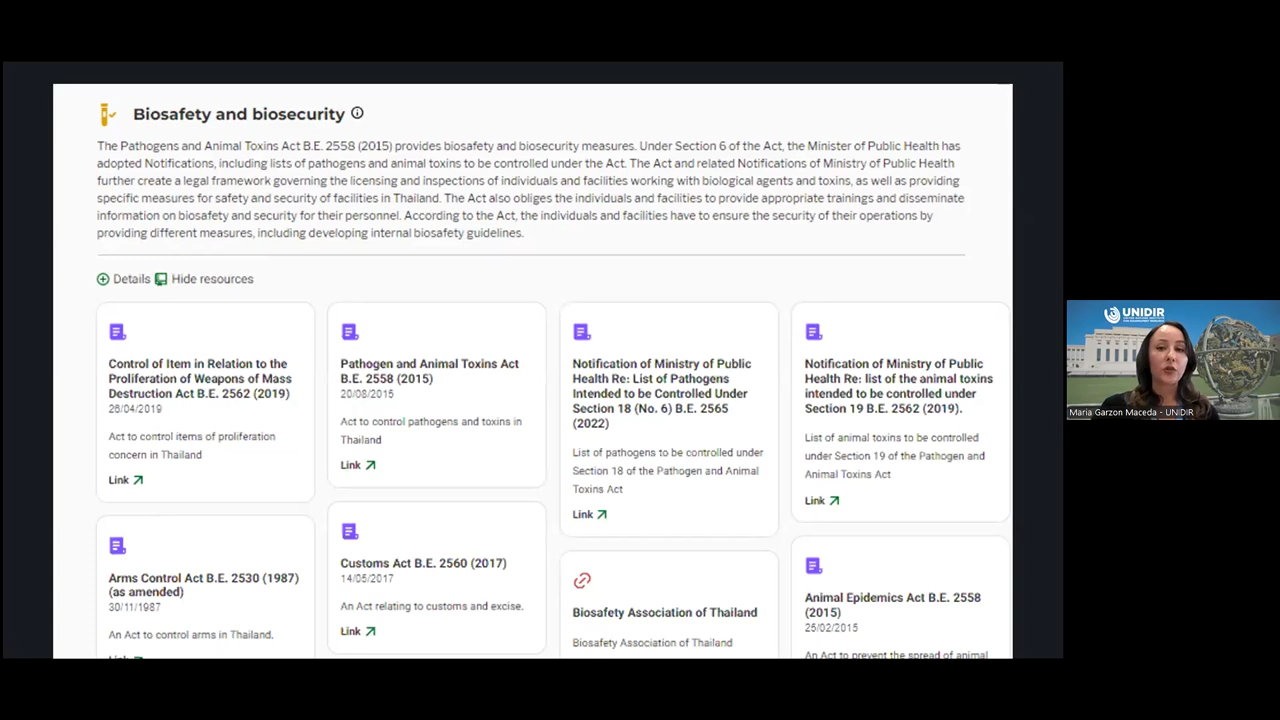 Biosafety and biosecurity
The Pathogens and Animal Toxins Act B.E. 2558 (2015) provides biosafety and biosecurity measures. Under Section 6 of the Act, the Minister of Public Health has
adopted Notifications, including lists of pathogens and animal toxins to be controlled under the Act. The Act and related Notifications of Ministry of Public Health
further create a legal framework governing the licensing and inspections of individuals and facilities working with biological agents and toxins, as well as providing
specific measures for safety and security of facilities in Thailand. The Act also obliges the individuals and facilities to provide appropriate trainings and disseminate
information on biosafety and security for their personnel. According to the Act, the individuals and facilities have to ensure the security of their operations by
providing different measures, including developing internal biosafety guidelines.
Details Hide resources
Control of Item in Relation to the
Proliferation of Weapons of Mass
Destruction Act B.E. 2562 (2019)
26/04/2019
Act to control items of proliferation
concern in Thailand
Link
Pathogen and Animal Toxins Act
B.E. 2558 (2015)
20/08/2015
Act to control pathogens and toxins in
Thailand
Link
Notification of Ministry of Public
Health Re: List of Pathogens
Intended to be Controlled Under
Section 18 (No. 6) B.E. 2565
(2022)
List of pathogens to be controlled under
Section 18 of the Pathogen and Animal
Toxins Act
Link
Notification of Ministry of Public
Health Re: list of the animal toxins
intended to be controlled under
Section 19 B.E. 2562 (2019).
List of animal toxins to be controlled
under Section 19 of the Pathogen and
Animal Toxins Act
Link
Arms Control Act B.E. 2530 (1987)
(as amended)
30/11/1987
An Act to control arms in Thailand.
Link
Customs Act B.E. 2560 (2017)
14/05/2017
An Act relating to customs and excise.
Link
Biosafety Association of Thailand
Biosafety Association of Thailand
Animal Epidemics Act B.E. 2558
(2015)
25/02/2015
An Act to prevent the spread of animal
UNIDIR
Maria Garzon Maceda - UNIDIR